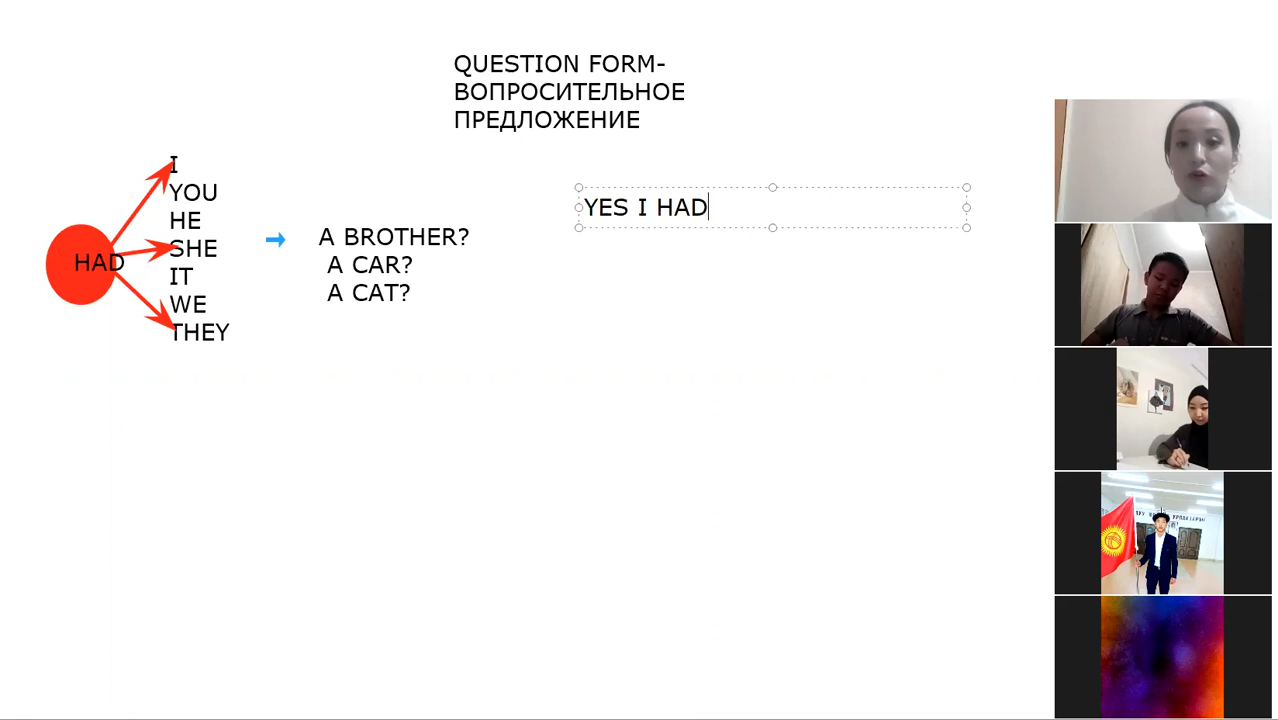 QUESTION FORM-
ВОПРОСИТЕЛЬНОЕ
ПРЕДЛОЖЕНИЕ
HAD
I
YOU
HE
SHE
IT
WE
THEY
A BROTHER?
A CAR?
A CAT?
YES I HAD